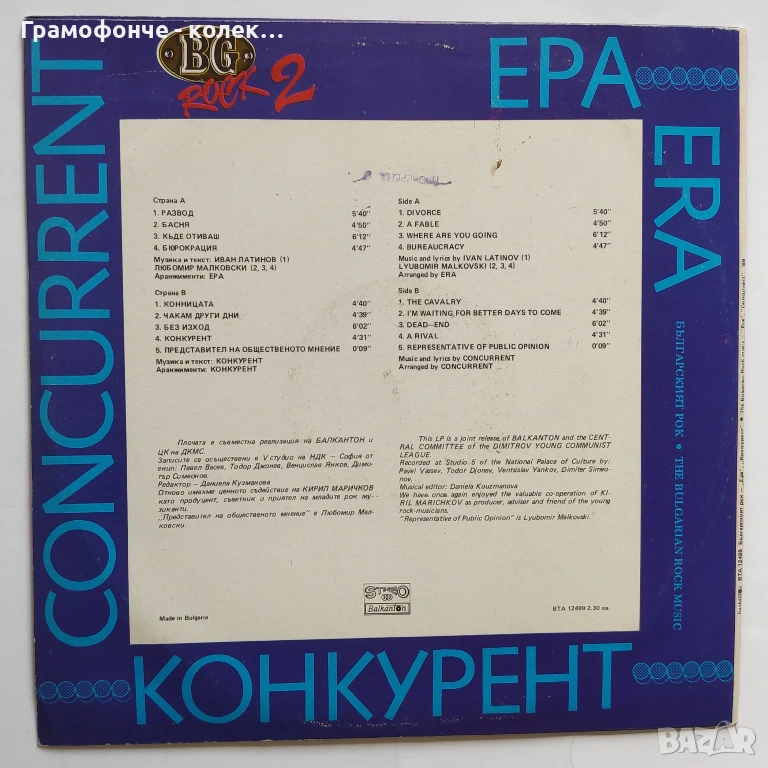 Грамофонче - колек...
BG
ROCK 2
ЕРА
ERA
CONCURRENT
КОНКУРЕНТ
БЪЛГАРСКИЯТ РОК • THE BULGARIAN ROCK MUSIC
Страна А
1. РАЗВОД 5'40"
2. БАСНЯ 4'50"
3. КЪДЕ ОТИВАШ 6'12"
4. БЮРОКРАЦИЯ 4'47"
Музика и текст: ИВАН ЛАТИНОВ (1)
ЛЮБОМИР МАЛКОВСКИ (2, 3, 4)
Аранжименти: ЕРА
Страна В
1. КОННИЦАТА 4'40"
2. ЧАКАМ ДРУГИ ДНИ 4'39"
3. БЕЗ ИЗХОД 6'02"
4. КОНКУРЕНТ 4'31"
5. ПРЕДСТАВИТЕЛ НА ОБЩЕСТВЕНОТО МНЕНИЕ 0'09"
Музика и текст: КОНКУРЕНТ
Аранжименти: КОНКУРЕНТ
Side A
1. DIVORCE 5'40"
2. A FABLE 4'50"
3. WHERE ARE YOU GOING 6'12"
4. BUREAUCRACY 4'47"
Music and lyrics by IVAN LATINOV (1)
LYUBOMIR MALKOVSKI (2, 3, 4)
Arranged by ERA
Side B
1. THE CAVALRY 4'40"
2. I'M WAITING FOR BETTER DAYS TO COME 4'39"
3. DEAD—END 6'02"
4. A RIVAL 4'31"
5. REPRESENTATIVE OF PUBLIC OPINION 0'09"
Music and lyrics by CONCURRENT
Arranged by CONCURRENT
Плочата е съвместна реализация на БАЛКАНТОН и
ЦК на ДКМС.
Записите са осъществени в V студио на НДК — София от
екип: Павел Васев, Тодор Джонев, Венцислав Янков, Дими-
тър Симеонов.
Редактор — Даниела Кузманова
Отново имахме ценното съдействие на КИРИЛ МАРИЧКОВ
като продуцент, съветник и приятел на младите рок му-
зиканти.
"Представител на общественото мнение" е Любомир Мал-
ковски.
This LP is a joint release of BALKANTON and the CENT-
RAL COMMITTEE of the DIMITROV YOUNG COMMUNIST
LEAGUE.
Recorded at Studio 5 of the National Palace of Culture by:
Pavel Vassev, Todor Djonev, Ventsislav Yankov, Dimiter Simeo-
nov.
Musical editor: Daniela Kouzmanova
We have once again enjoyed the valuable co-operation of KI-
RIL MARICHKOV as producer, adviser and friend of the young
rock-musicians.
"Representative of Public Opinion" is Lyubomir Malkovski.
Made in Bulgaria
STEREO
Balkanton
ВТА 12499 2.30 лв.
BAZAR